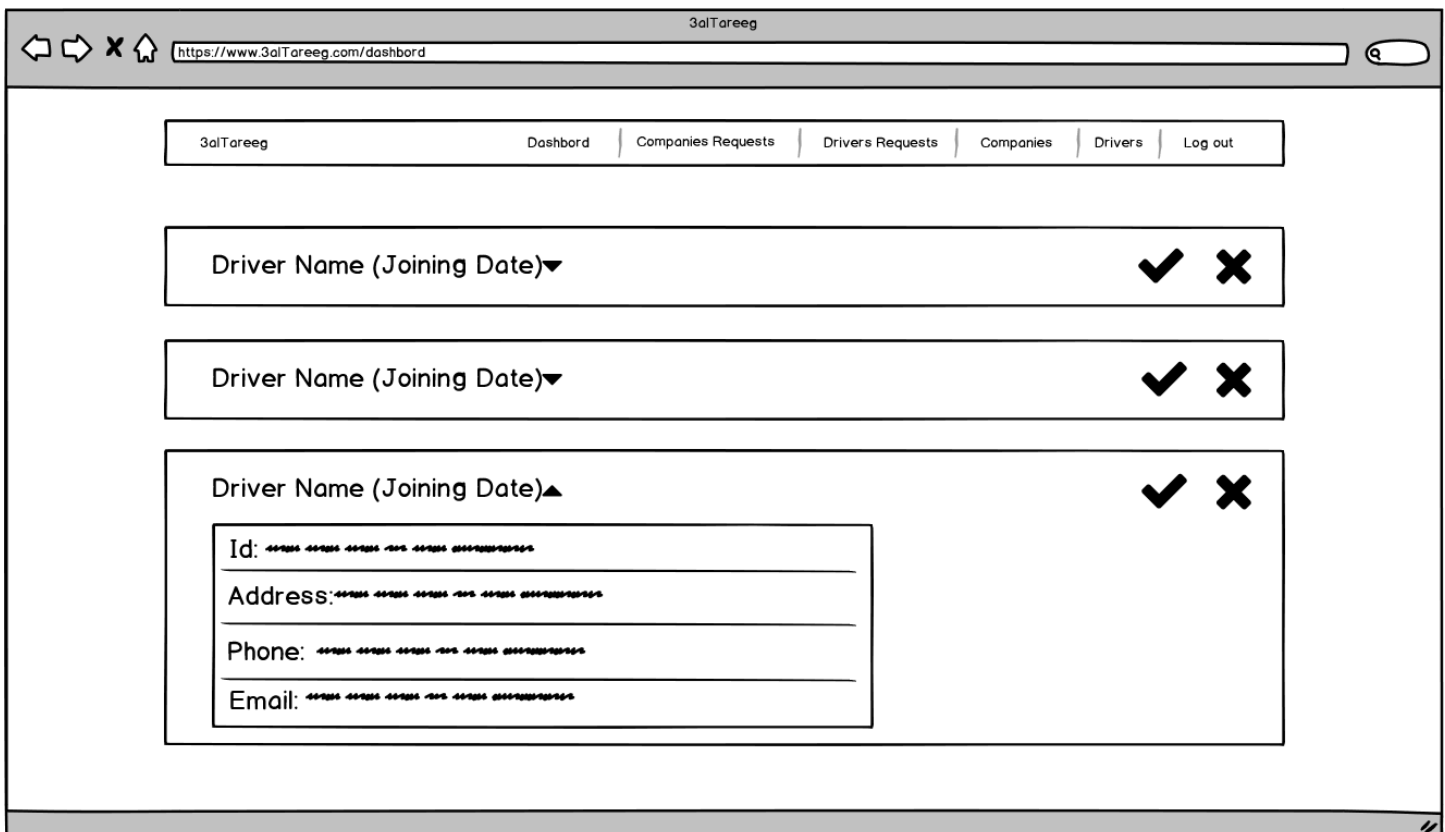 3alTareeg
https://www.3alTareeg.com/dashbord
3alTareeg Dashbord Companies Requests Drivers Requests Companies Drivers Log out
Driver Name (Joining Date)
Driver Name (Joining Date)
Driver Name (Joining Date)
Id:
Address:
Phone:
Email: